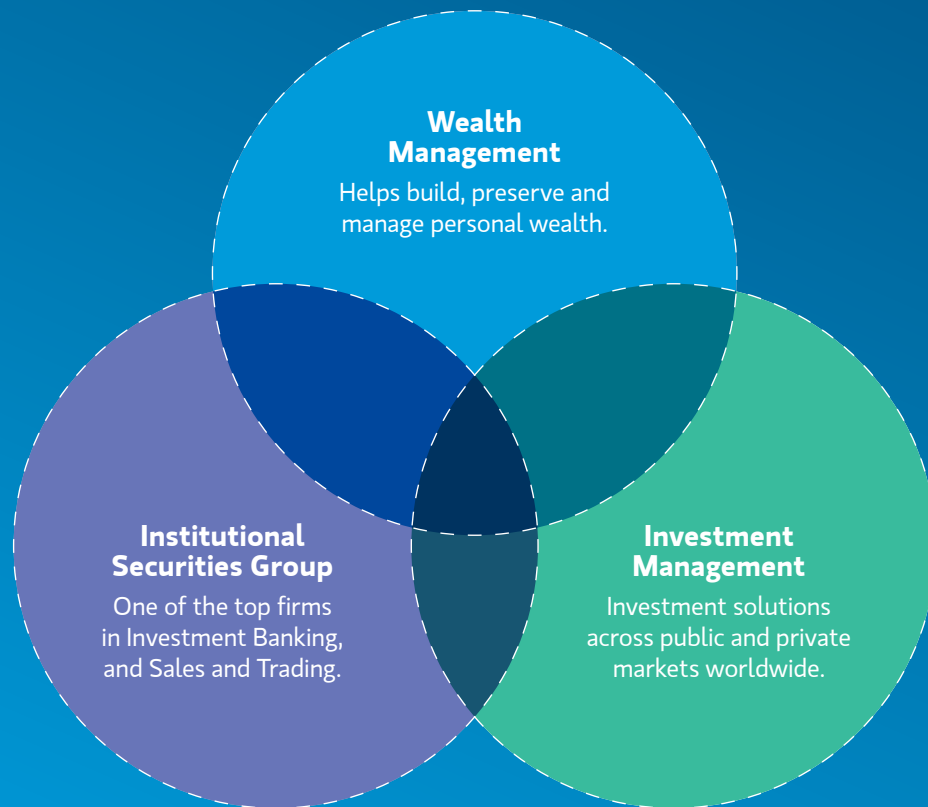 Wealth
Management
Helps build, preserve and
manage personal wealth.
Institutional
Securities Group
One of the top firms
in Investment Banking,
and Sales and Trading.
Investment
Management
Investment solutions
across public and private
markets worldwide.